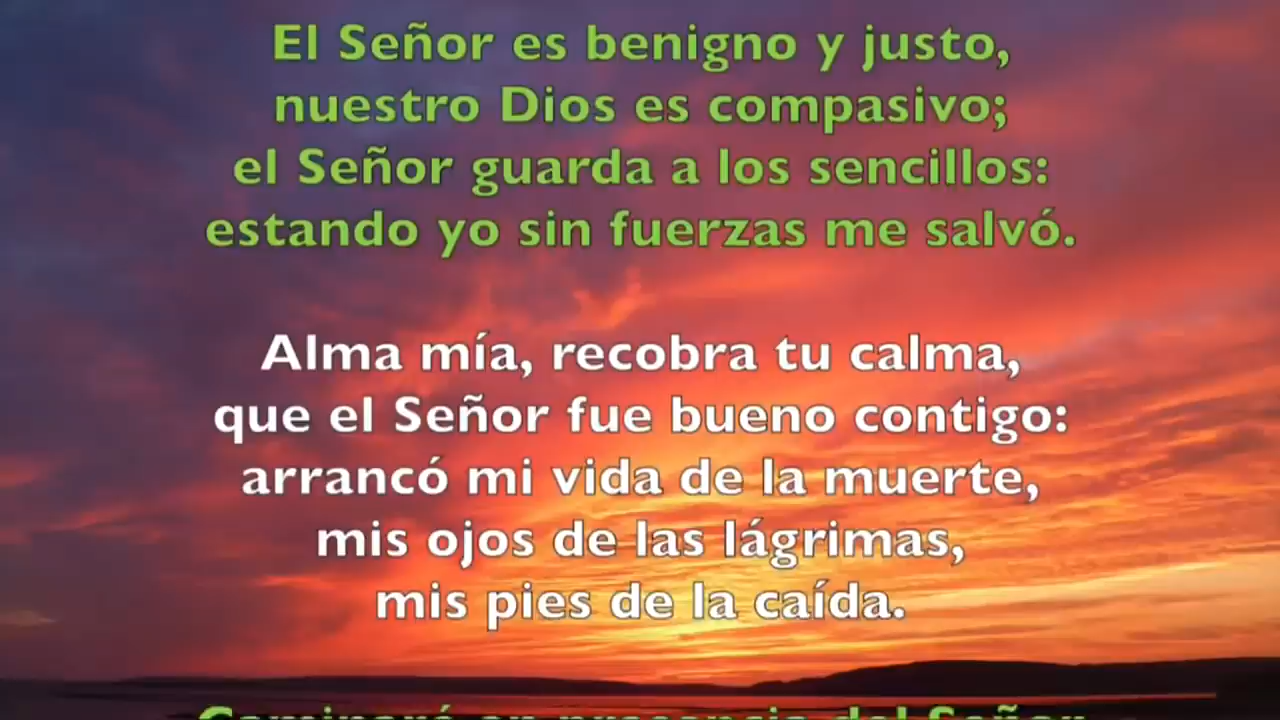 El Señor es benigno y justo,
nuestro Dios es compasivo;
el Señor guarda a los sencillos:
estando yo sin fuerzas me salvó.
Alma mía, recobra tu calma,
que el Señor fue bueno contigo:
arrancó mi vida de la muerte,
mis ojos de las lágrimas,
mis pies de la caída.
Caminaré en presencia del Señor